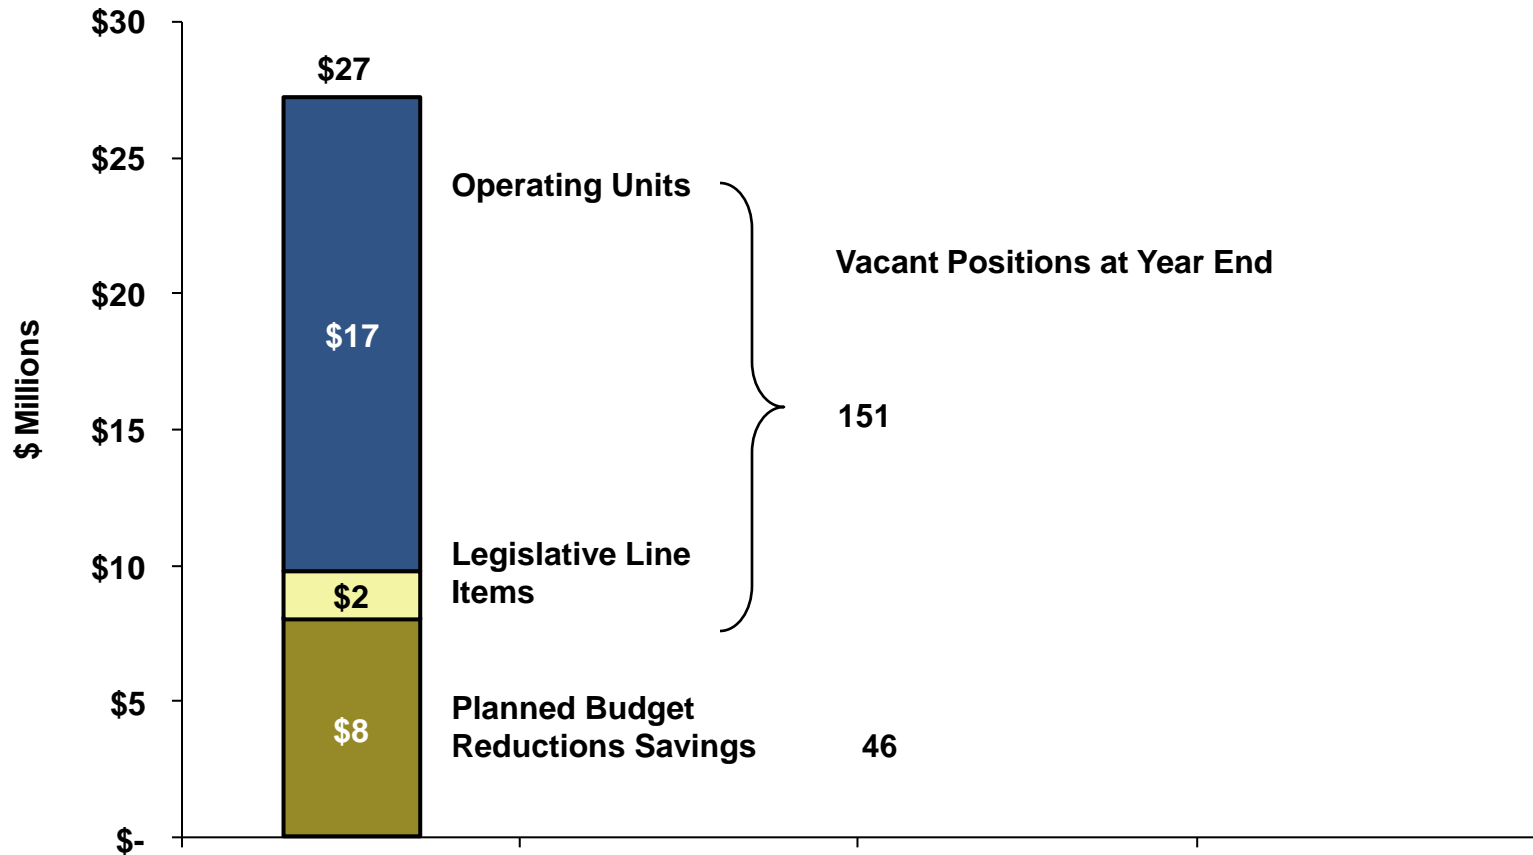 $30
$27
$25
Operating Units
Vacant Positions at Year End
$20
$17
$ Millions
$15
151
Legislative Line
Items
$10
$2
$5
Planned Budget
Reductions Savings
46
$8
$-